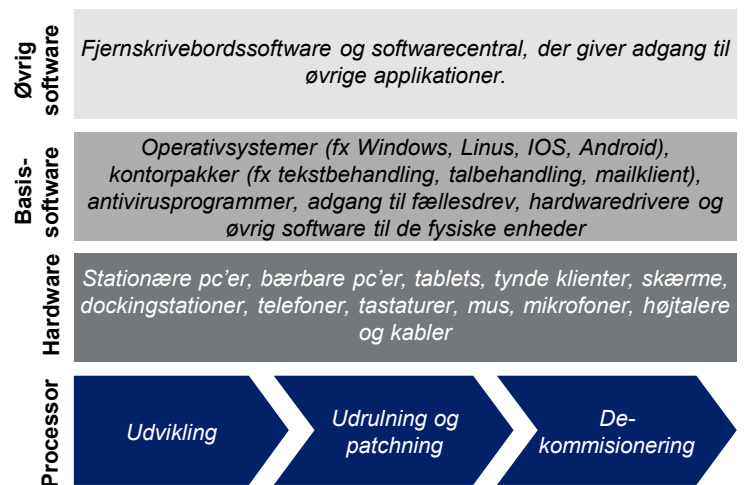 Øvrig
software
Fjernskrivebordssoftware og softwarecentral, der giver adgang til
øvrige applikationer.
Basis-
software
Operativsystemer (fx Windows, Linus, IOS, Android),
kontorpakker (fx tekstbehandling, talbehandling, mailklient),
antivirusprogrammer, adgang til fællesdrev, hardwaredrivere og
øvrig software til de fysiske enheder
Hardware
Stationære pc'er, bærbare pc'er, tablets, tynde klienter, skærme,
dockingstationer, telefoner, tastaturer, mus, mikrofoner, højtalere
og kabler
Processor
Udvikling
Udrulning og
patchning
De-
kommisionering